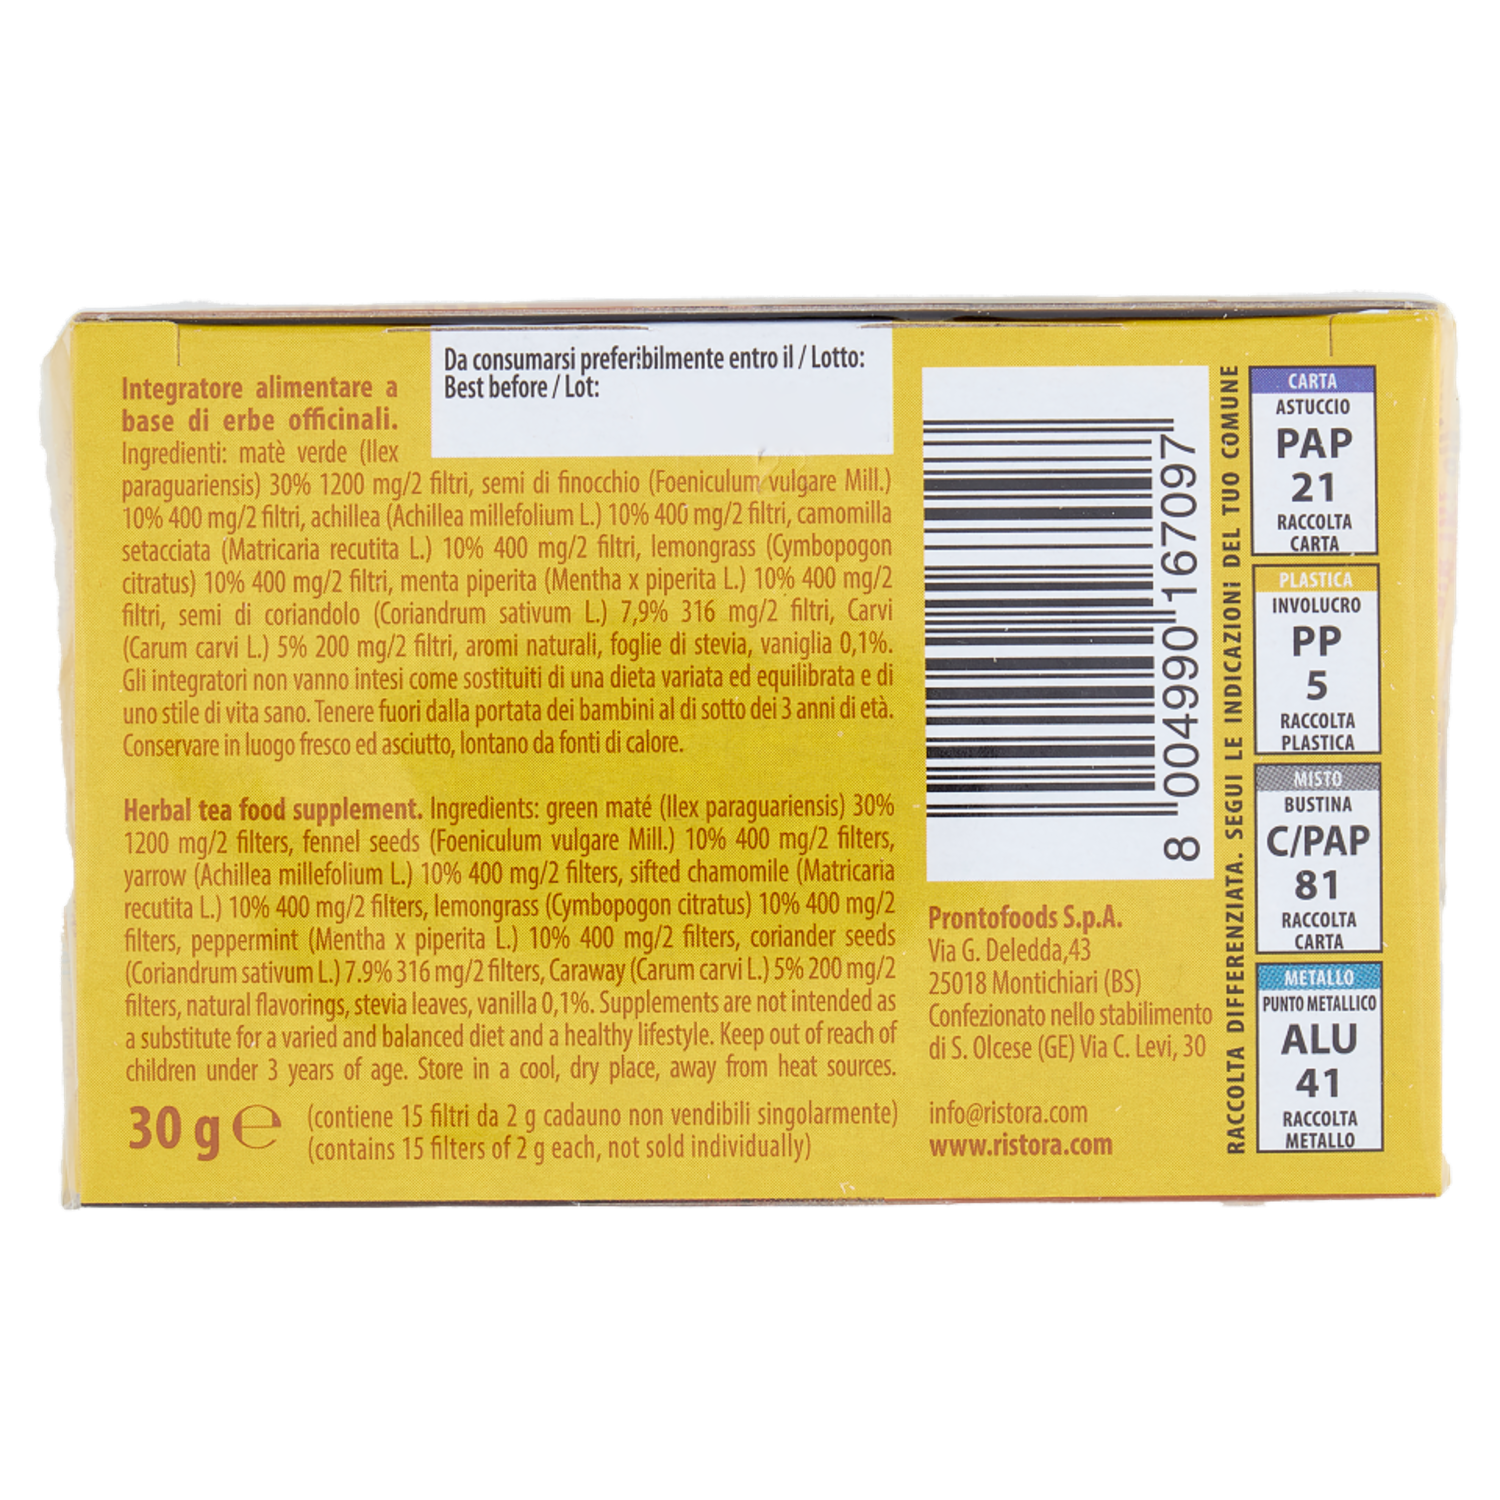 Da consumarsi preferibilmente entro il / Lotto:
Best before / Lot:
Integratore alimentare a
base di erbe officinali.
Ingredienti: matè verde (Ilex
paraguariensis) 30% 1200 mg/2 filtri, semi di finocchio (Foeniculum vulgare Mill.)
10% 400 mg/2 filtri, achillea (Achillea millefolium L.) 10% 400 mg/2 filtri, camomilla
setacciata (Matricaria recutita L.) 10% 400 mg/2 filtri, lemongrass (Cymbopogon
citratus) 10% 400 mg/2 filtri, menta piperita (Mentha x piperita L.) 10% 400 mg/2
filtri, semi di coriandolo (Coriandrum sativum L.) 7,9% 316 mg/2 filtri, Carvi
(Carum carvi L.) 5% 200 mg/2 filtri, aromi naturali, foglie di stevia, vaniglia 0,1%.
Gli integratori non vanno intesi come sostituiti di una dieta variata ed equilibrata e di
uno stile di vita sano. Tenere fuori dalla portata dei bambini al di sotto dei 3 anni di età.
Conservare in luogo fresco ed asciutto, lontano da fonti di calore.
Herbal tea food supplement. Ingredients: green maté (Ilex paraguariensis) 30%
1200 mg/2 filters, fennel seeds (Foeniculum vulgare Mill.) 10% 400 mg/2 filters,
yarrow (Achillea millefolium L.) 10% 400 mg/2 filters, sifted chamomile (Matricaria
recutita L.) 10% 400 mg/2 filters, lemongrass (Cymbopogon citratus) 10% 400 mg/2
filters, peppermint (Mentha x piperita L.) 10% 400 mg/2 filters, coriander seeds
(Coriandrum sativum L.) 7.9% 316 mg/2 filters, Caraway (Carum carvi L.) 5% 200 mg/2
filters, natural flavorings, stevia leaves, vanilla 0,1%. Supplements are not intended as
a substitute for a varied and balanced diet and a healthy lifestyle. Keep out of reach of
children under 3 years of age. Store in a cool, dry place, away from heat sources.
30 g e (contiene 15 filtri da 2 g cadauno non vendibili singolarmente)
(contains 15 filters of 2 g each, not sold individually)
8 004990 167097
Prontofoods S.p.A.
Via G. Deledda,43
25018 Montichiari (BS)
Confezionato nello stabilimento
di S. Olcese (GE) Via C. Levi, 30
info@ristora.com
www.ristora.com
RACCOLTA DIFFERENZIATA. SEGUI LE INDICAZIONI DEL TUO COMUNE
CARTA
ASTUCCIO
PAP
21
RACCOLTA
CARTA
PLASTICA
INVOLUCRO
PP
5
RACCOLTA
PLASTICA
MISTO
BUSTINA
C/PAP
81
RACCOLTA
CARTA
METALLO
PUNTO METALLICO
ALU
41
RACCOLTA
METALLO